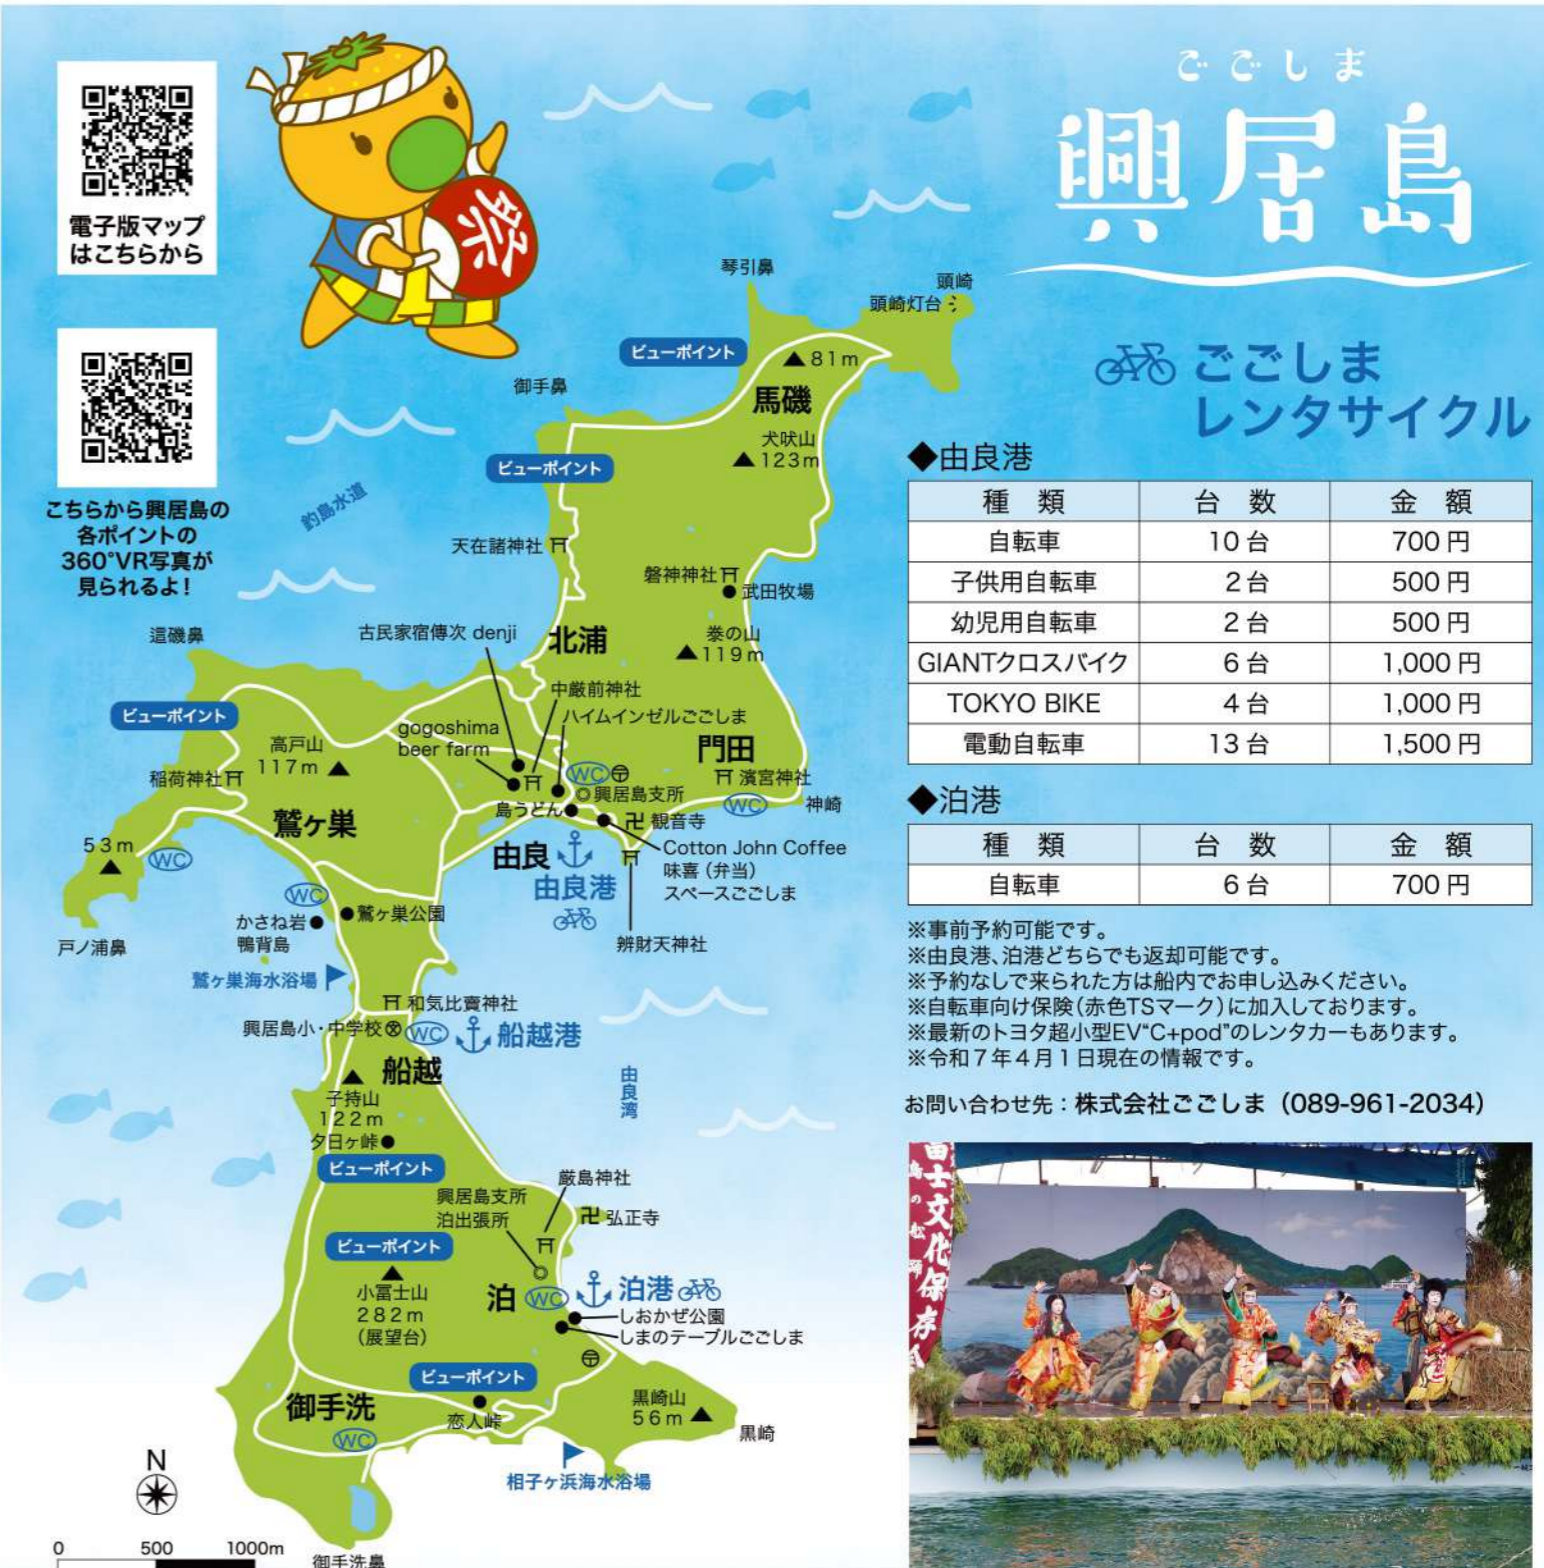 ごごしま
興居島
電子版マップ
はこちらから
祭
こちらから興居島の
各ポイントの
360°VR写真が
見られるよ！
琴引鼻
頭崎
頭崎灯台
ビューポイント
81m
馬磯
御手鼻
犬吠山
123m
ビューポイント
釣島水道
天在諸神社
磐神神社
武田牧場
這磯鼻
古民家宿傳次 denji
北浦
泰の山
119m
中厳前神社
ハイムインゼルごごしま
ビューポイント
gogoshima
beer farm
門田
高戸山
117m
稲荷神社
WC
興居島支所
濱宮神社
WC
神崎
島うどん
鷲ヶ巣
観音寺
53m
WC
由良
Cotton John Coffee
味喜（弁当）
スペースごごしま
由良港
WC
鷲ヶ巣公園
かさね岩
鴨背島
戸ノ浦鼻
辨財天神社
鷲ヶ巣海水浴場
和気比賣神社
興居島小・中学校
WC
船越港
船越
由良湾
子持山
122m
夕日ヶ峠
ビューポイント
厳島神社
興居島支所
泊出張所
弘正寺
ビューポイント
小冨士山
282m
（展望台）
泊
WC
泊港
しおかぜ公園
しまのテーブルごごしま
ビューポイント
恋人峠
御手洗
WC
黒崎山
56m
黒崎
相子ヶ浜海水浴場
N
0 500 1000m
御手洗鼻
ごごしま
レンタサイクル
◆由良港
種 類 台 数 金 額
自転車 10台 700円
子供用自転車 2台 500円
幼児用自転車 2台 500円
GIANTクロスバイク 6台 1,000円
TOKYO BIKE 4台 1,000円
電動自転車 13台 1,500円
◆泊港
種 類 台 数 金 額
自転車 6台 700円
※事前予約可能です。
※由良港、泊港どちらでも返却可能です。
※予約なしで来られた方は船内でお申し込みください。
※自転車向け保険（赤色TSマーク）に加入しております。
※最新のトヨタ超小型EV“C+pod”のレンタカーもあります。
※令和７年４月１日現在の情報です。
お問い合わせ先：株式会社ごごしま（089-961-2034）
士文化保存会